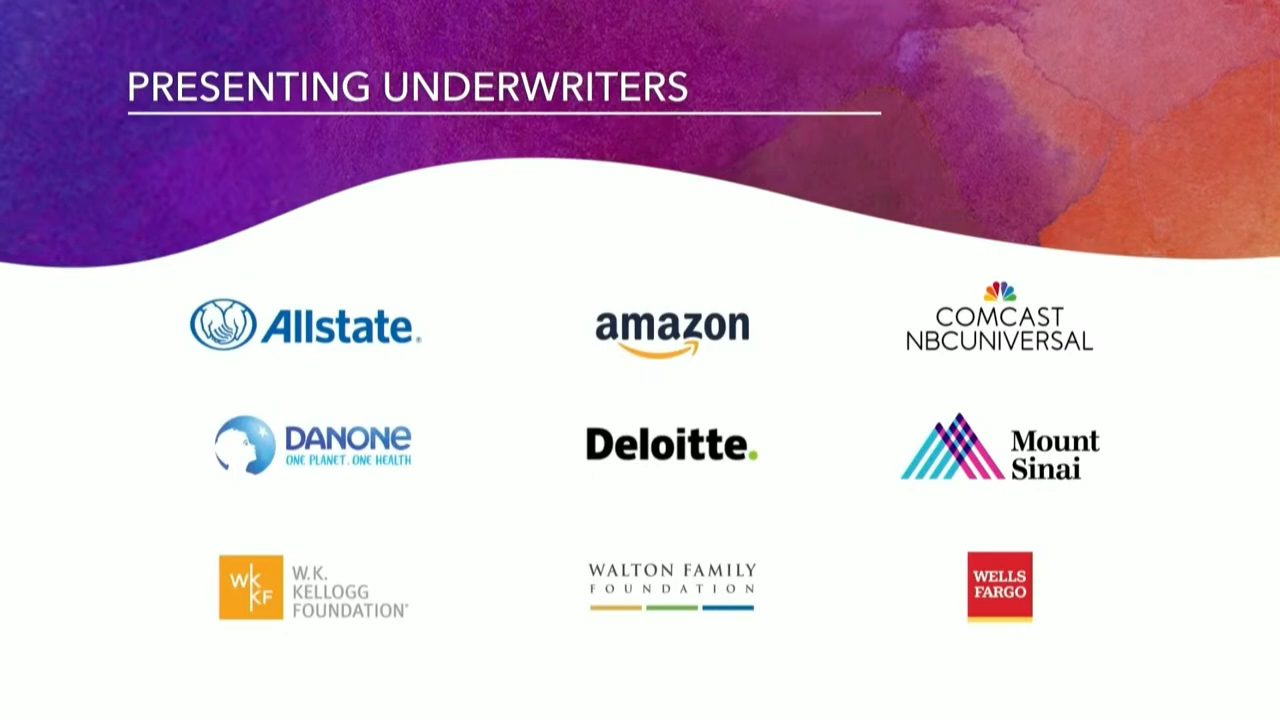 PRESENTING UNDERWRITERS
Allstate®
amazon
COMCAST
NBCUNIVERSAL
DANONE
ONE PLANET. ONE HEALTH
Deloitte.
Mount
Sinai
WK
KF
W.K.
KELLOGG
FOUNDATION®
WALTON FAMILY
FOUNDATION
WELLS
FARGO